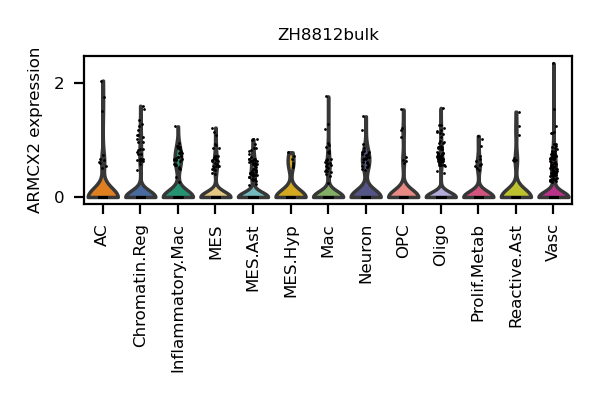 ZH8812bulk
ARMCX2 expression
2
0
AC
Chromatin.Reg
Inflammatory.Mac
MES
MES.Ast
MES.Hyp
Mac
Neuron
OPC
Oligo
Prolif.Metab
Reactive.Ast
Vasc